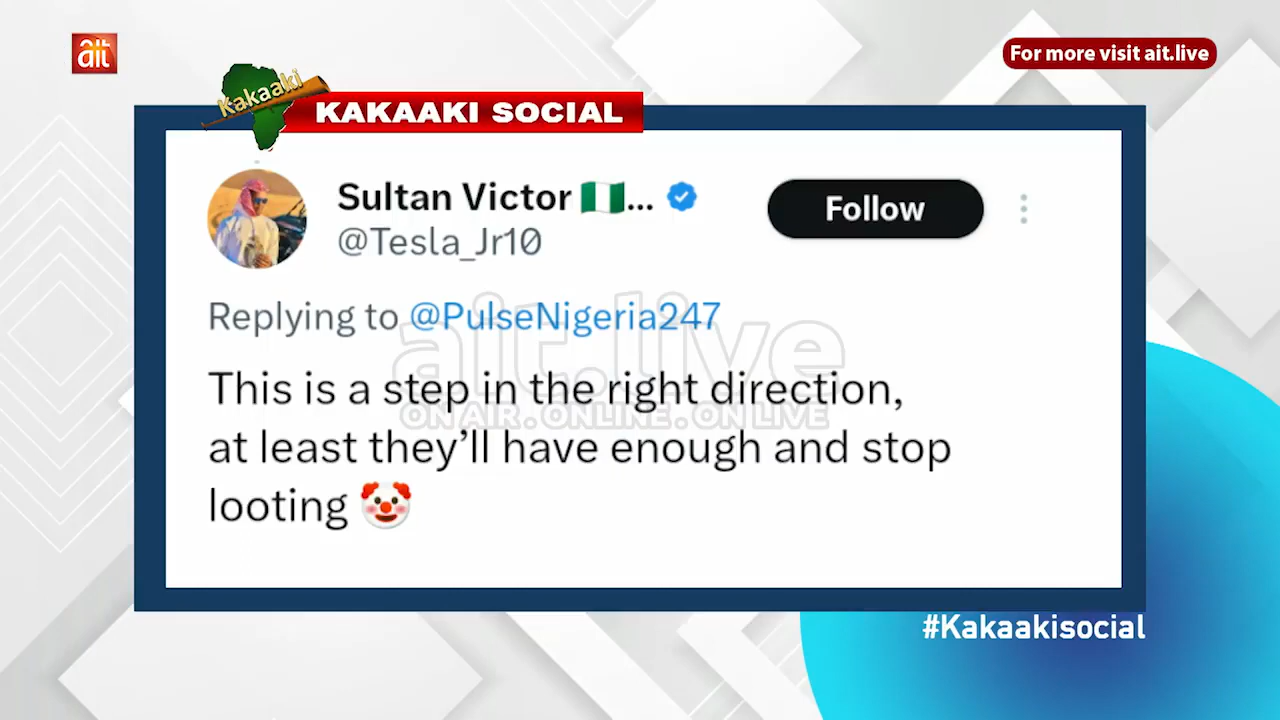 ait
For more visit ait.live
Kakaaki
KAKAAKI SOCIAL
Sultan Victor 🇳🇬...
Follow
@Tesla_Jr10
Replying to @PulseNigeria247
ait.live
This is a step in the right direction,
ON AIR . ONLINE . ON LIVE
at least they’ll have enough and stop
looting 🤡
#Kakaakisocial